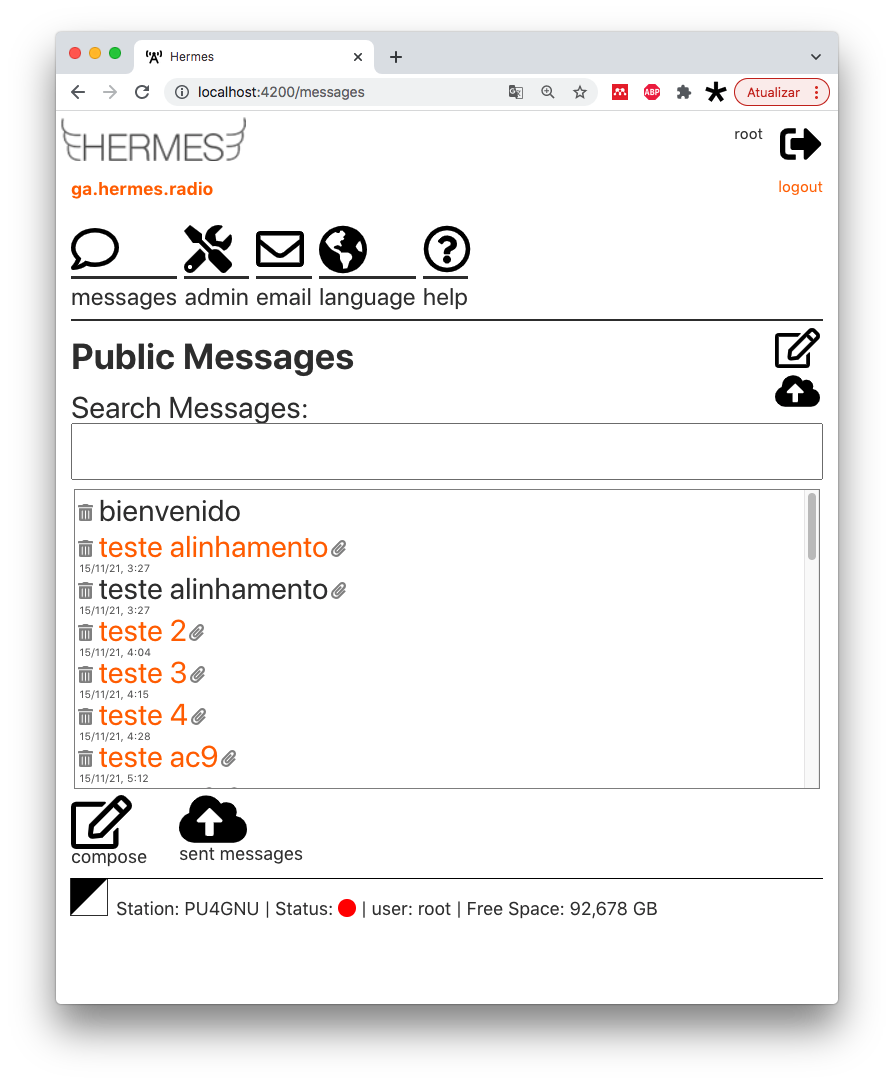 Hermes
localhost:4200/messages
ABP
Atualizar
HERMES
root
ga.hermes.radio
logout
messages admin email language help
Public Messages
Search Messages:
bienvenido
teste alinhamento
15/11/21, 3:27
teste alinhamento
15/11/21, 3:27
teste 2
15/11/21, 4:04
teste 3
15/11/21, 4:15
teste 4
15/11/21, 4:28
teste ac9
15/11/21, 5:12
compose
sent messages
Station: PU4GNU | Status: | user: root | Free Space: 92,678 GB